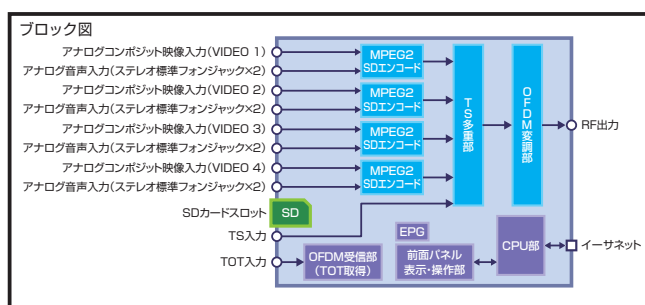 ブロック図
アナログコンポジット映像入力(VIDEO 1)
アナログ音声入力(ステレオ標準フォンジャック×2)
アナログコンポジット映像入力(VIDEO 2)
アナログ音声入力(ステレオ標準フォンジャック×2)
アナログコンポジット映像入力(VIDEO 3)
アナログ音声入力(ステレオ標準フォンジャック×2)
アナログコンポジット映像入力(VIDEO 4)
アナログ音声入力(ステレオ標準フォンジャック×2)
SDカードスロット
SD
TS入力
TOT入力
MPEG2
SDエンコード
MPEG2
SDエンコード
MPEG2
SDエンコード
MPEG2
SDエンコード
TS多重部
OFDM変調部
RF出力
OFDM受信部
(TOT取得)
EPG
前面パネル
表示・操作部
CPU部
イーサネット